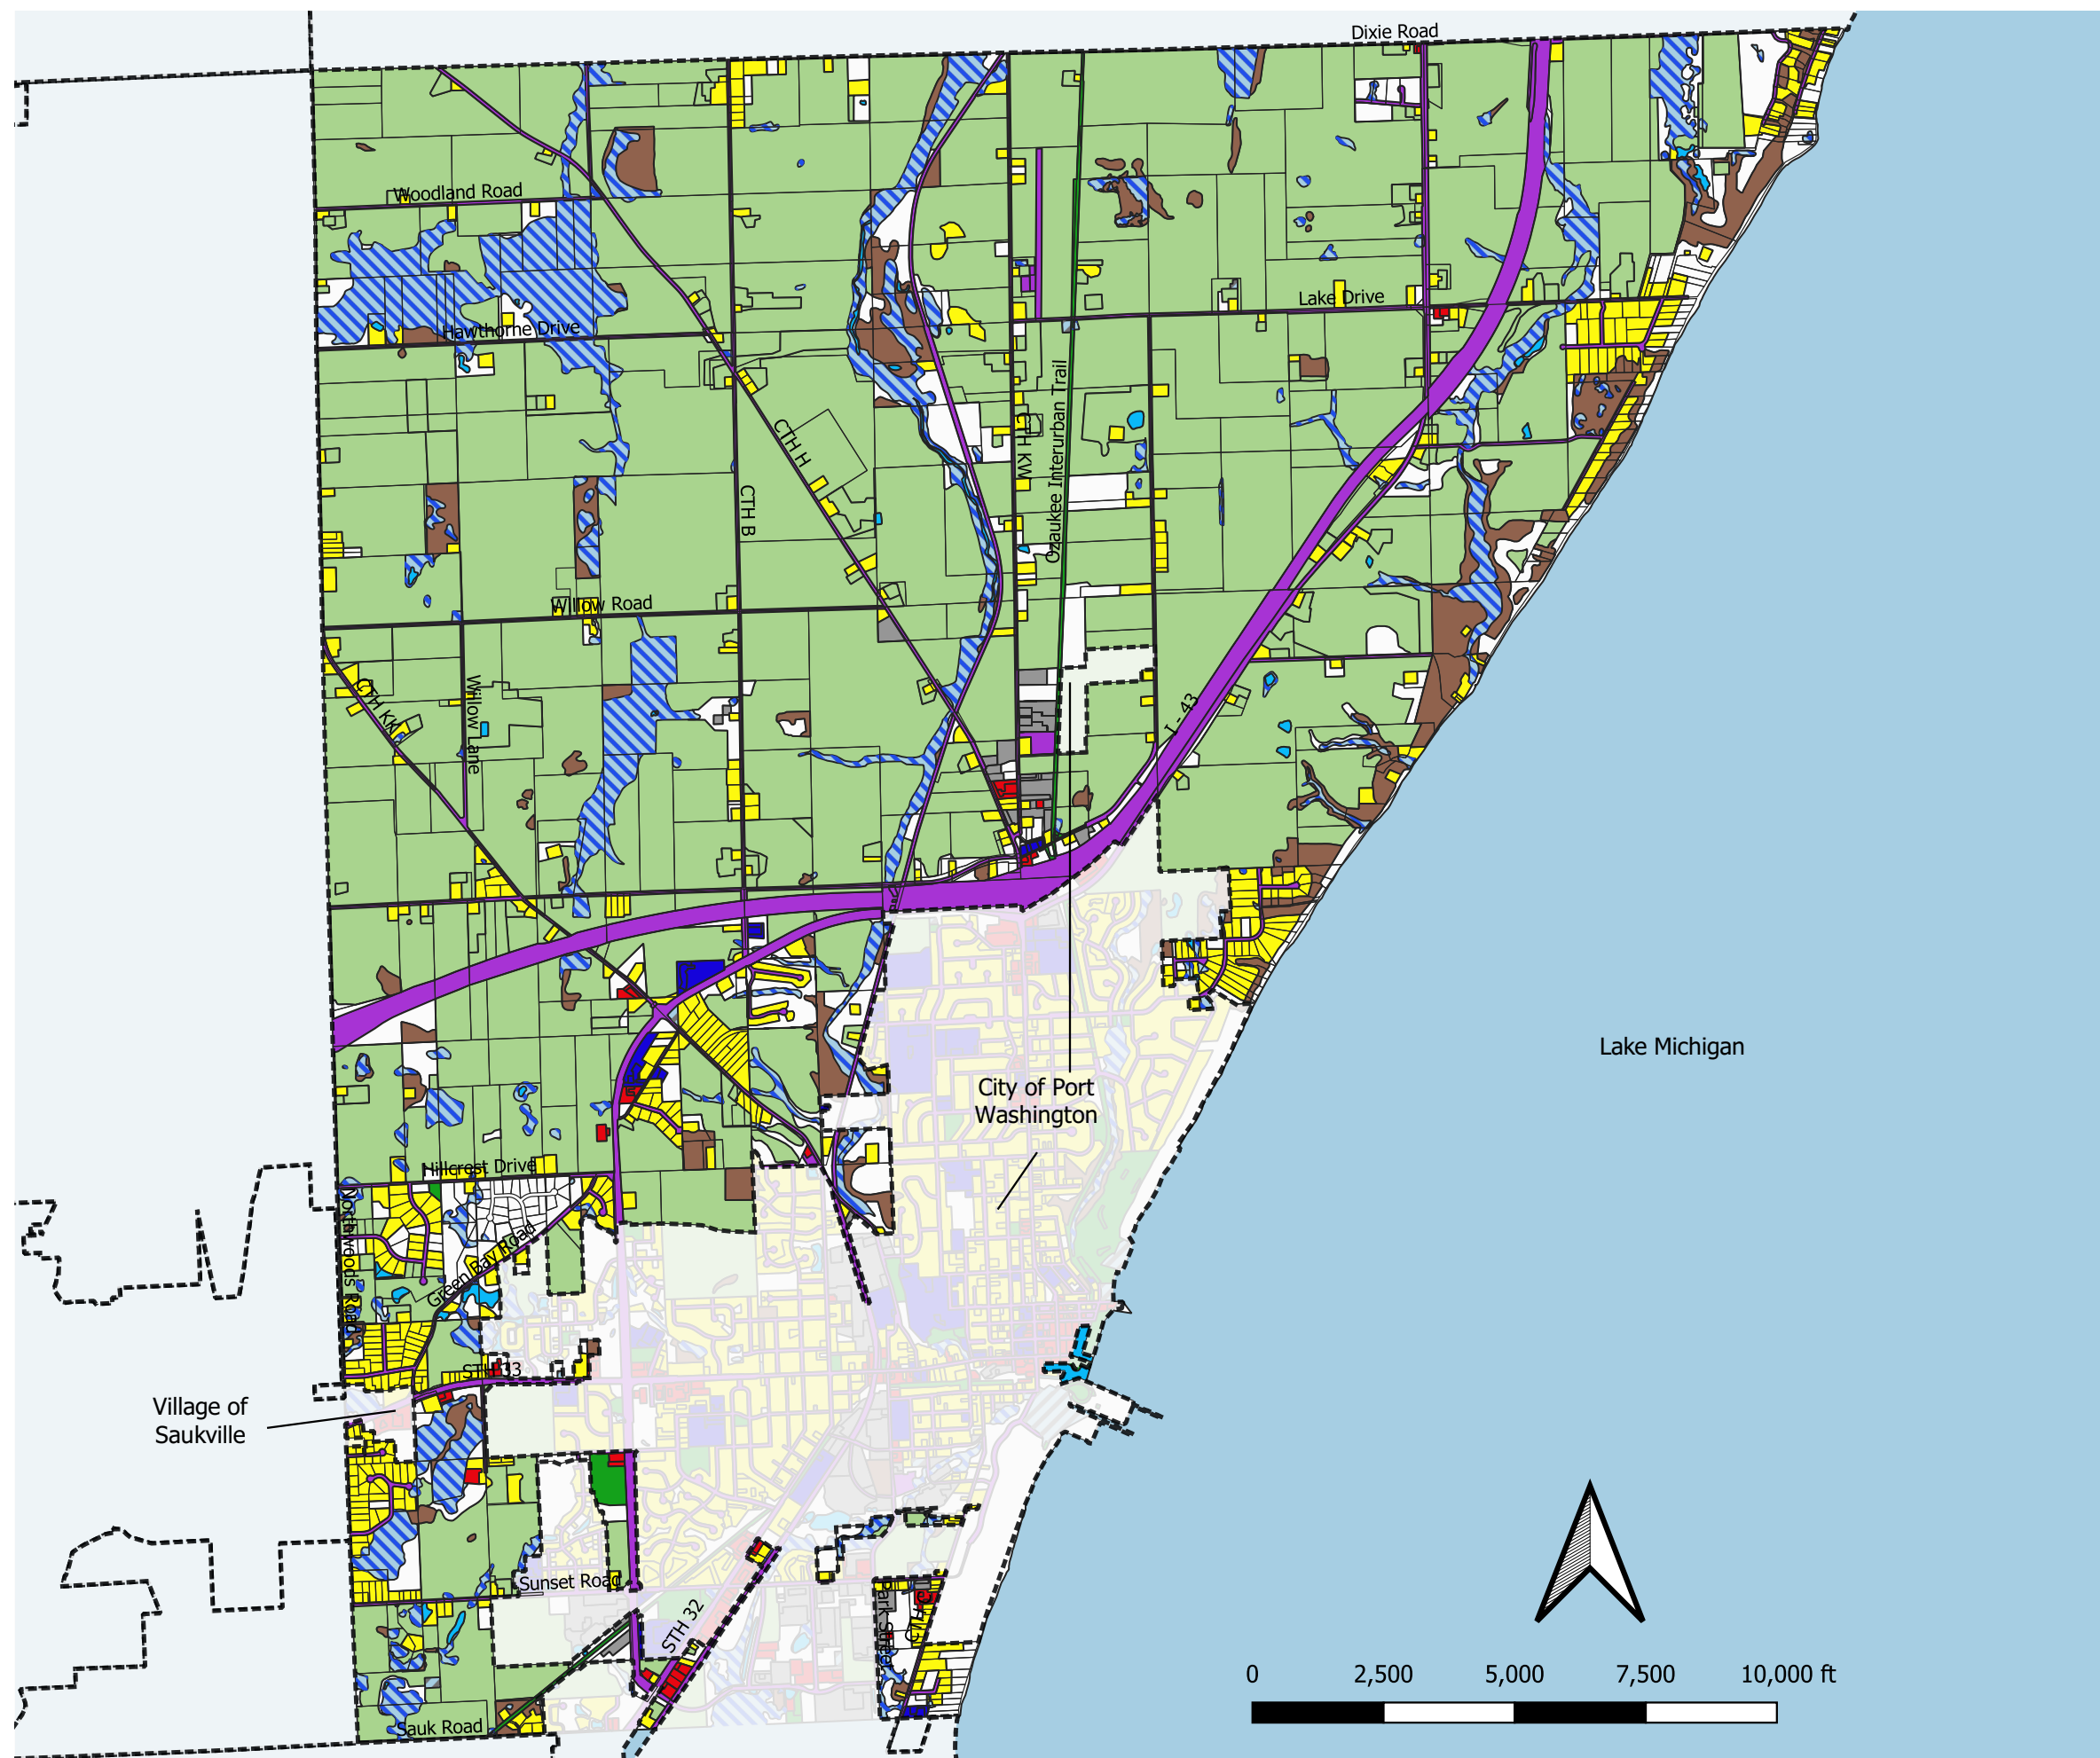 Dixie Road
Woodland Road
Lake Drive
Hawthorne Drive
CTH H
CTH KW
Ozaukee Interurban Trail
CTH B
Willow Road
CTH KK
Willow Lane
I - 43
Lake Michigan
City of Port
Washington
Hillcrest Drive
Northwoods Road
Green Bay Road
STH 33
Village of
Saukville
Sunset Road
STH 32
Park Street
Sauk Road
0
2,500
5,000
7,500
10,000 ft